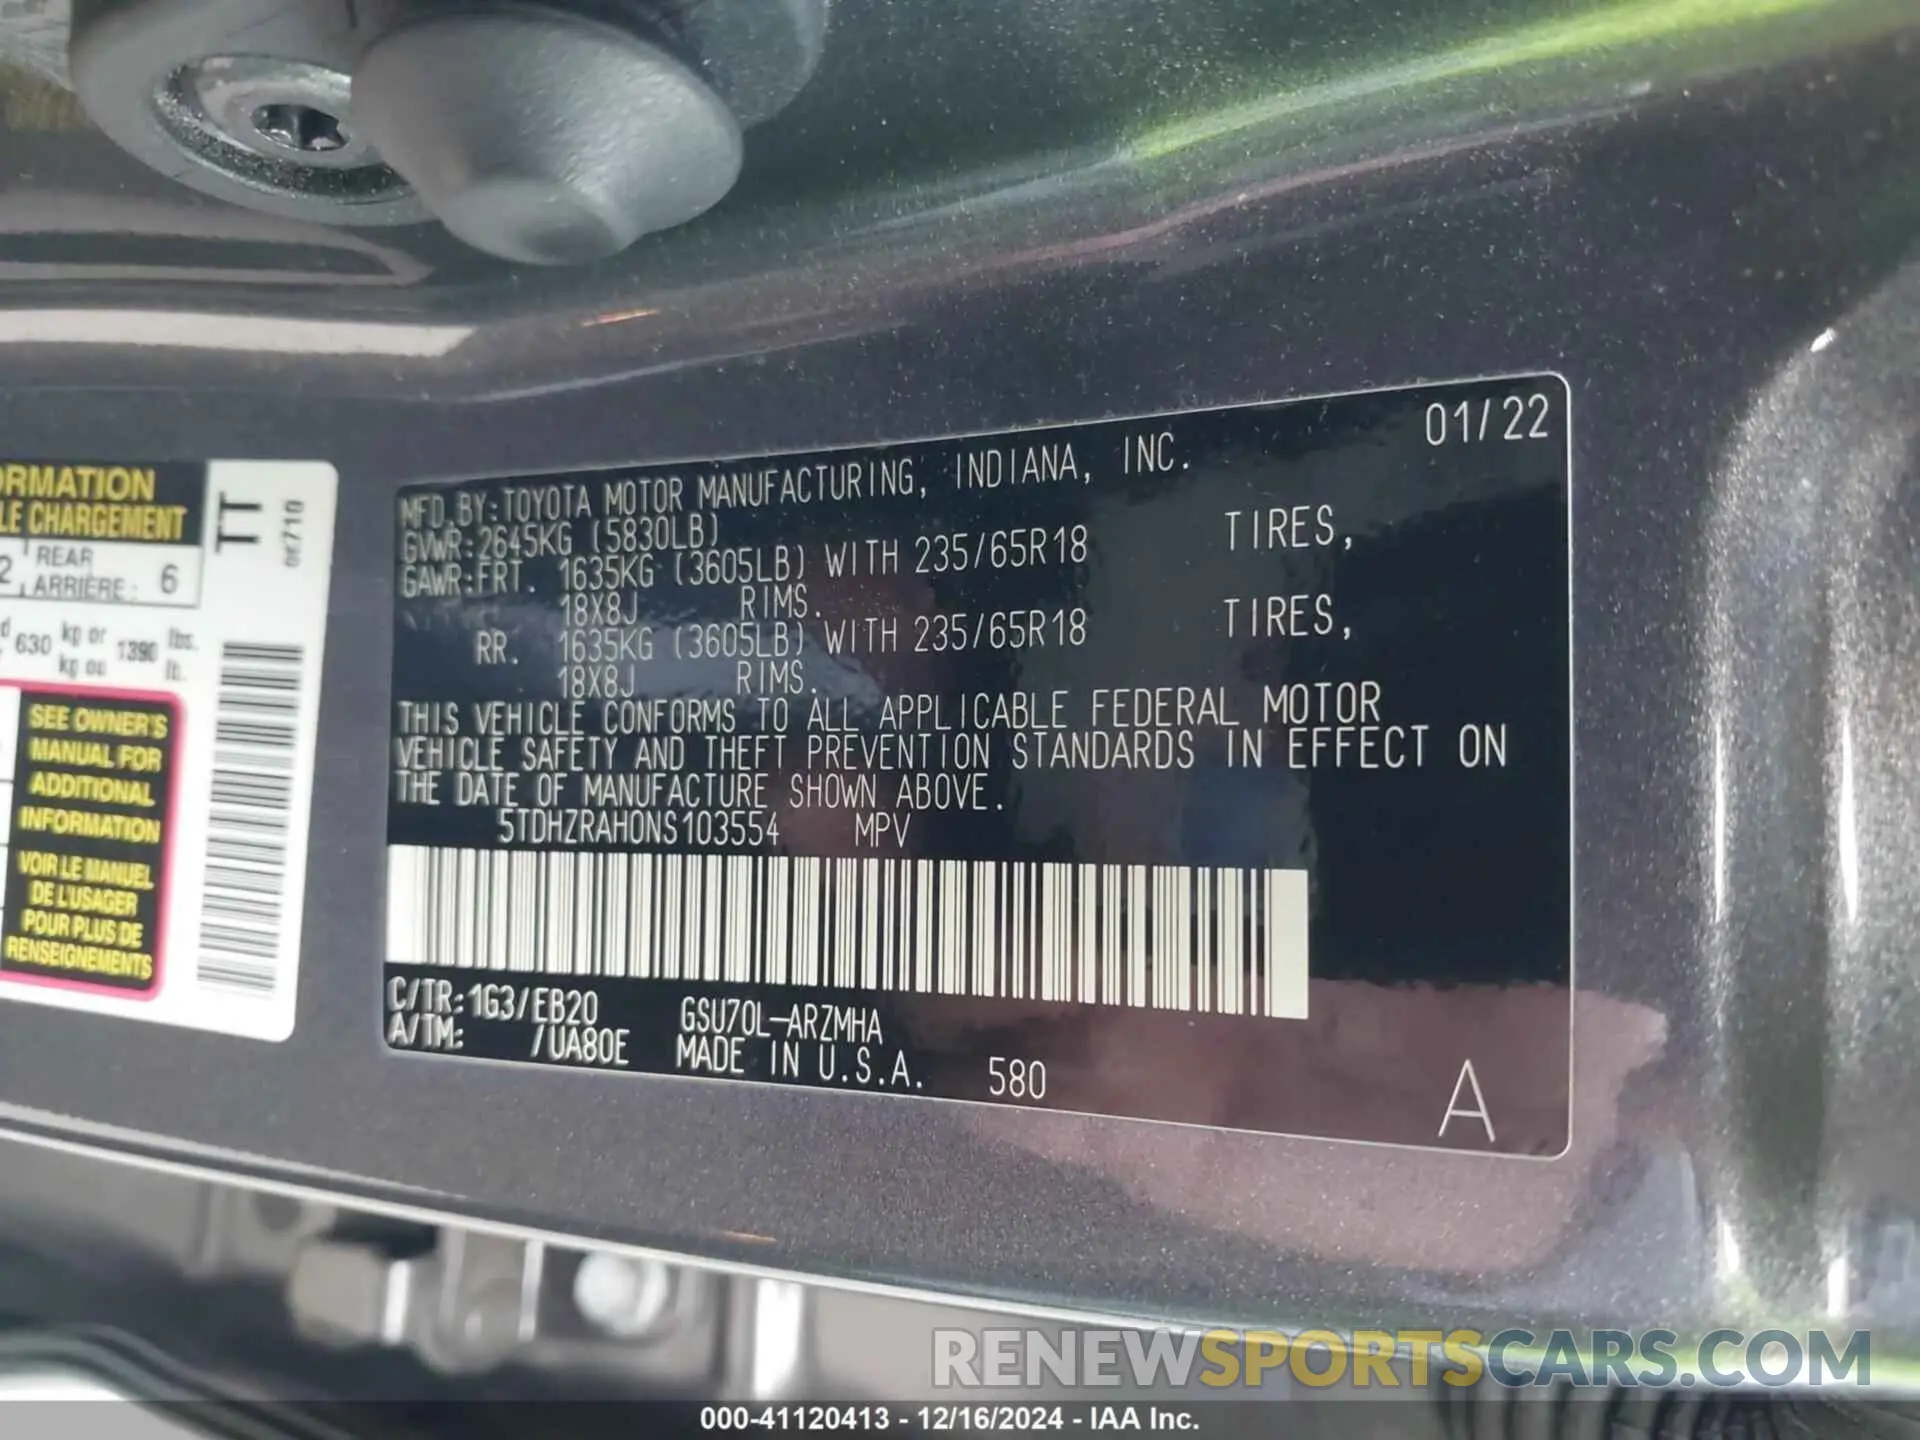 ORMATION
LE CHARGEMENT
TT
0E710
2 REAR
ARRIÈRE : 6
630 kg or 1390 lbs.
kg ou lb.
SEE OWNER'S
MANUAL FOR
ADDITIONAL
INFORMATION
VOIR LE MANUEL
DE L'USAGER
POUR PLUS DE
RENSEIGNEMENTS
01/22
MFD.BY:TOYOTA MOTOR MANUFACTURING, INDIANA, INC.
GVWR:2645KG (5830LB)
GAWR:FRT. 1635KG (3605LB) WITH 235/65R18 TIRES,
18X8J RIMS.
RR. 1635KG (3605LB) WITH 235/65R18 TIRES,
18X8J RIMS.
THIS VEHICLE CONFORMS TO ALL APPLICABLE FEDERAL MOTOR
VEHICLE SAFETY AND THEFT PREVENTION STANDARDS IN EFFECT ON
THE DATE OF MANUFACTURE SHOWN ABOVE.
5TDHZRAH0NS103554 MPV
C/TR:1G3/EB20 GSU70L-ARZMHA
A/TM: /UA80E MADE IN U.S.A. 580
A
RENEWSPORTSCARS.COM
000-41120413 - 12/16/2024 - IAA Inc.